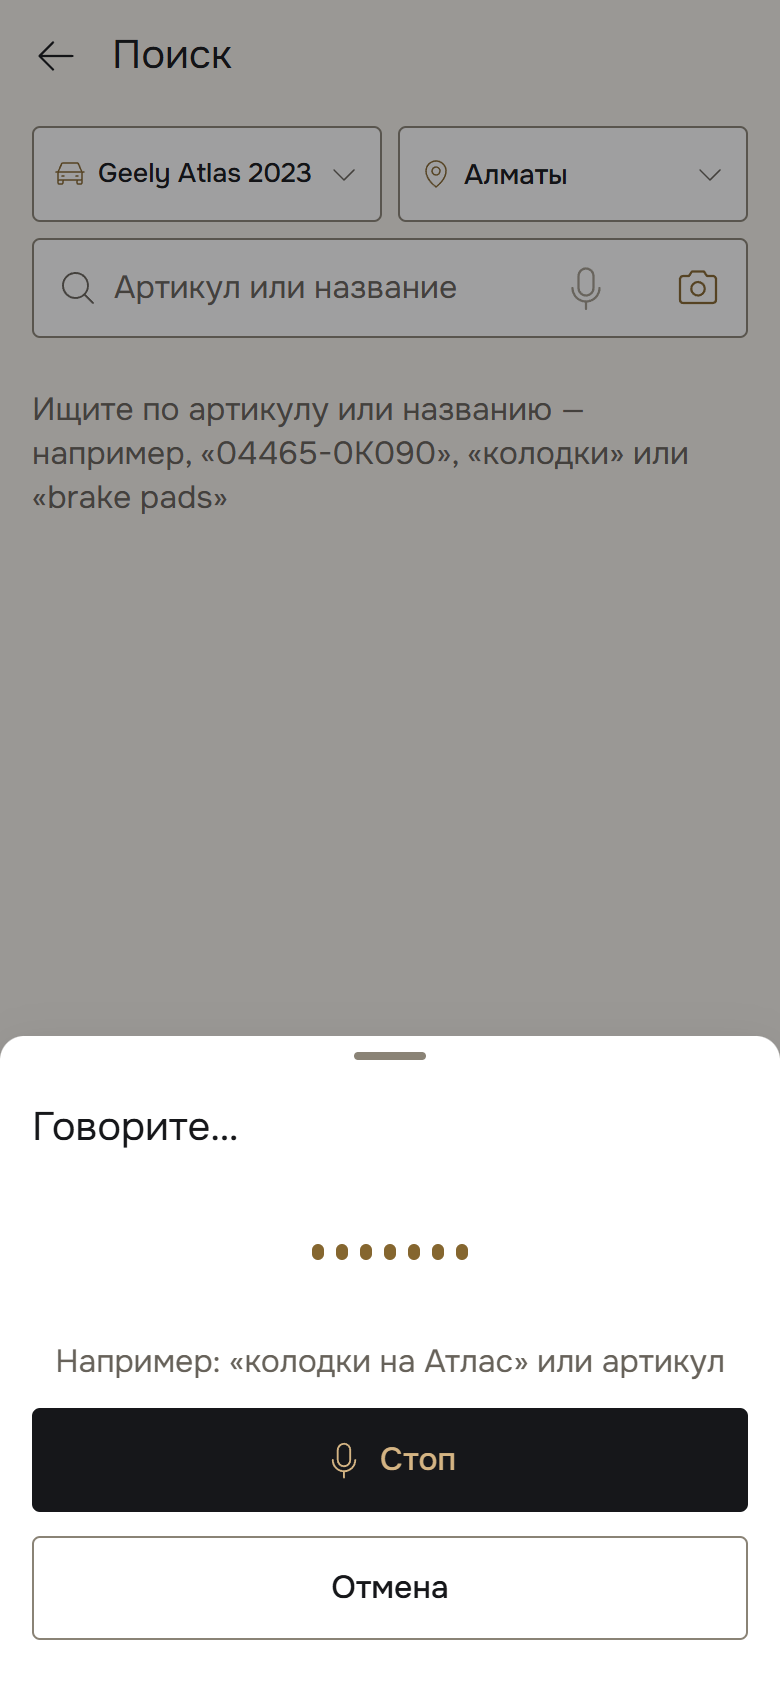 Поиск
Geely Atlas 2023
Алматы
Артикул или название
Ищите по артикулу или названию —
например, «04465-0K090», «колодки» или
«brake pads»
Говорите...
Например: «колодки на Атлас» или артикул
Стоп
Отмена